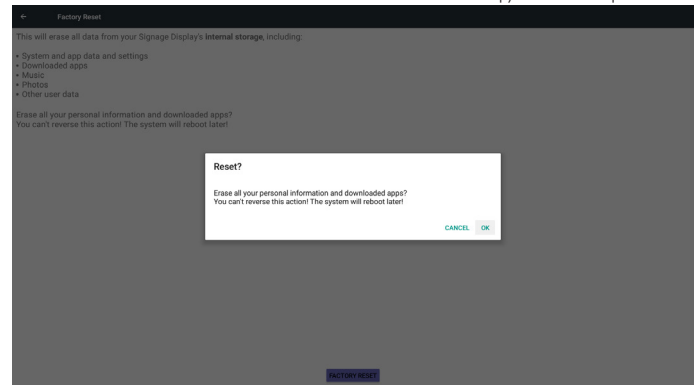 ← Factory Reset
This will erase all data from your Signage Display's Internal storage, including:
• System and app data and settings
• Downloaded apps
• Music
• Photos
• Other user data
Erase all your personal information and downloaded apps?
You can't reverse this action! The system will reboot later!
Reset?
Erase all your personal information and downloaded apps?
You can't reverse this action! The system will reboot later!
CANCEL OK
FACTORY RESET